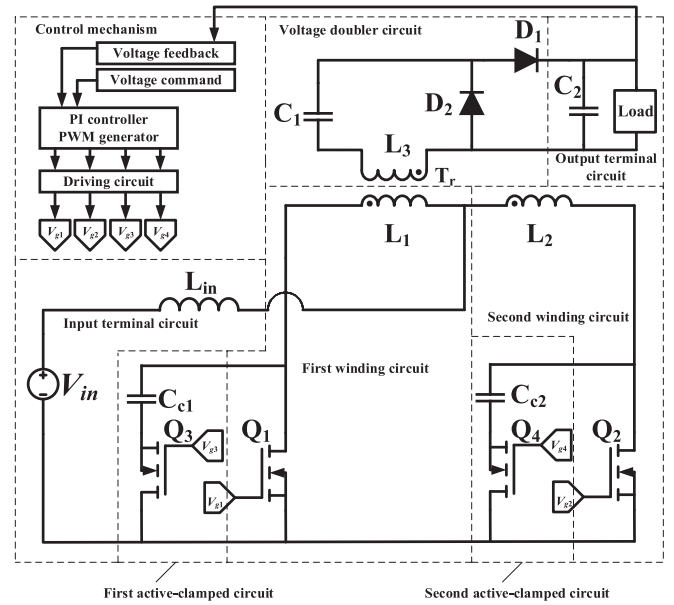 Control mechanism
Voltage feedback
Voltage command
PI controller
PWM generator
Driving circuit
Vg1
Vg2
Vg3
Vg4
Voltage doubler circuit
D1
C1
D2
C2
Load
L3
Tr
Output terminal
circuit
L1
L2
Lin
Input terminal circuit
Second winding circuit
First winding circuit
Vin
+
-
Cc1
Q3
Vg3
Q1
Vg1
Cc2
Q4
Vg4
Q2
Vg2
First active-clamped circuit
Second active-clamped circuit